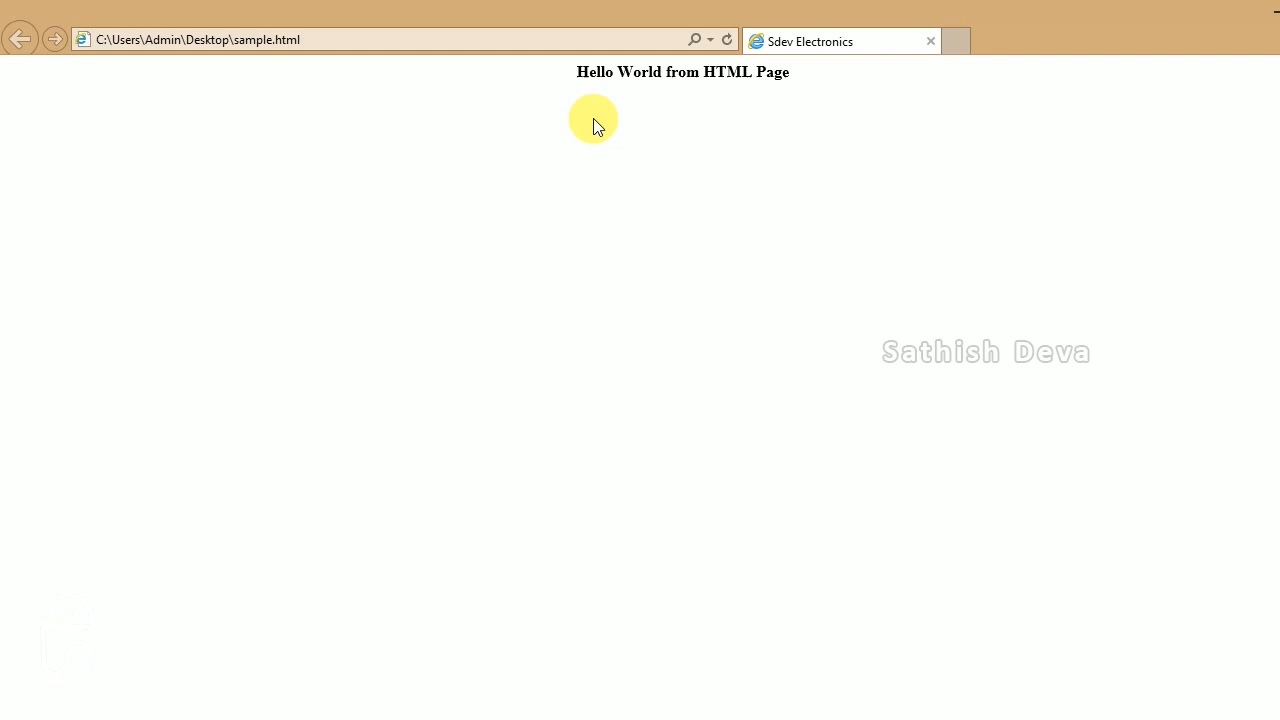 C:\Users\Admin\Desktop\sample.html
Sdev Electronics
Hello World from HTML Page
Sathish Deva